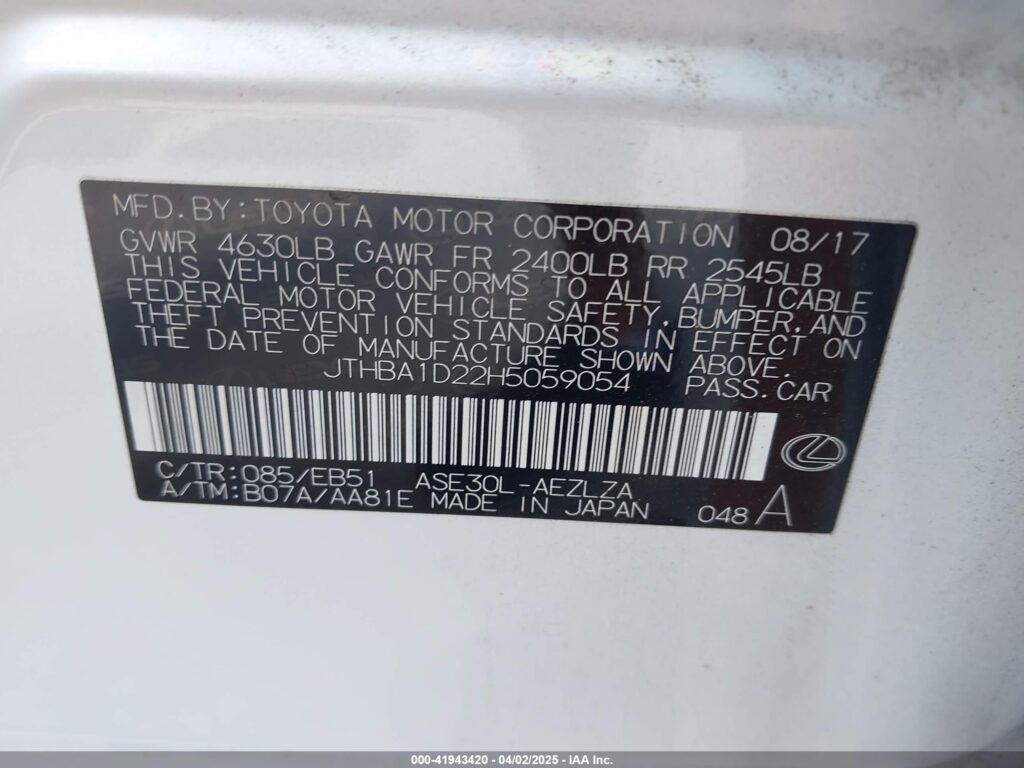 MFD. BY: TOYOTA MOTOR CORPORATION 08/17
GVWR 4630LB GAWR FR 2400LB RR 2545LB
THIS VEHICLE CONFORMS TO ALL APPLICABLE
FEDERAL MOTOR VEHICLE SAFETY, BUMPER, AND
THEFT PREVENTION STANDARDS IN EFFECT ON
THE DATE OF MANUFACTURE SHOWN ABOVE.
JTHBA1D22H5059054 PASS. CAR
C/TR: 085/EB51 ASE30L-AEZLZA
A/TM: B07A/AA81E MADE IN JAPAN
048 A
000-41943420 - 04/02/2025 - IAA Inc.